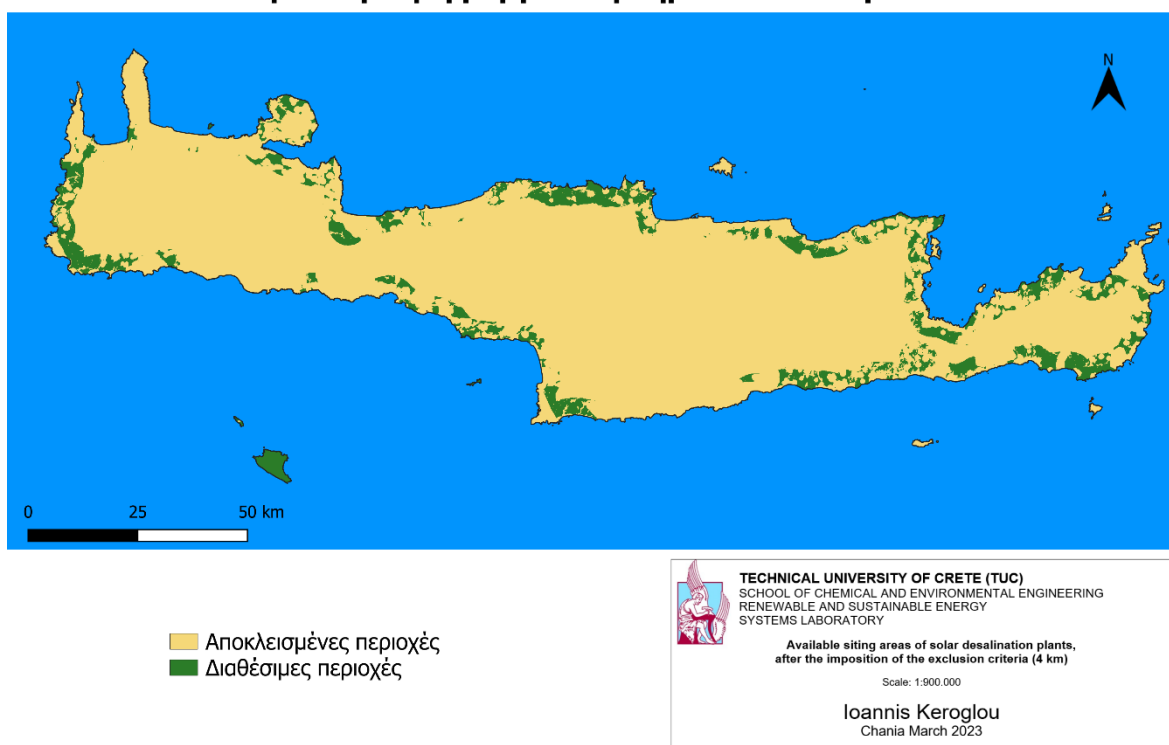 N
0 25 50 km
Αποκλεισμένες περιοχές
Διαθέσιμες περιοχές
TECHNICAL UNIVERSITY OF CRETE (TUC)
SCHOOL OF CHEMICAL AND ENVIRONMENTAL ENGINEERING
RENEWABLE AND SUSTAINABLE ENERGY
SYSTEMS LABORATORY
Available siting areas of solar desalination plants,
after the imposition of the exclusion criteria (4 km)
Scale: 1:900.000
Ioannis Keroglou
Chania March 2023